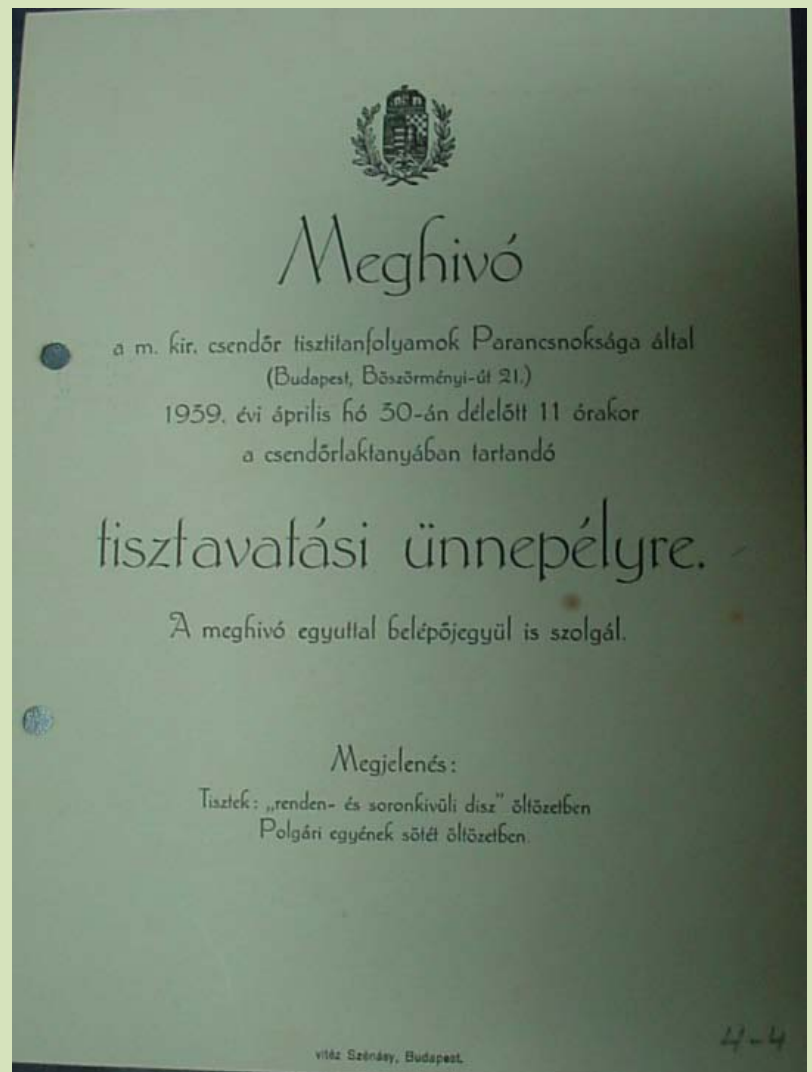 Meghivó
a m. kir. csendőr tisztitanfolyamok Parancsnoksága által
(Budapest, Böszörményi-út 21.)
1939. évi április hó 30-án délelőtt 11 órakor
a csendőrlaktanyában tartandó
tisztavatási ünnepélyre.
A meghivó egyuttal belépőjegyül is szolgál.
Megjelenés:
Tisztek: „renden- és soronkivüli disz" öltözetben
Polgári egyének sötét öltözetben.
vitéz Szénásy, Budapest.
4-4